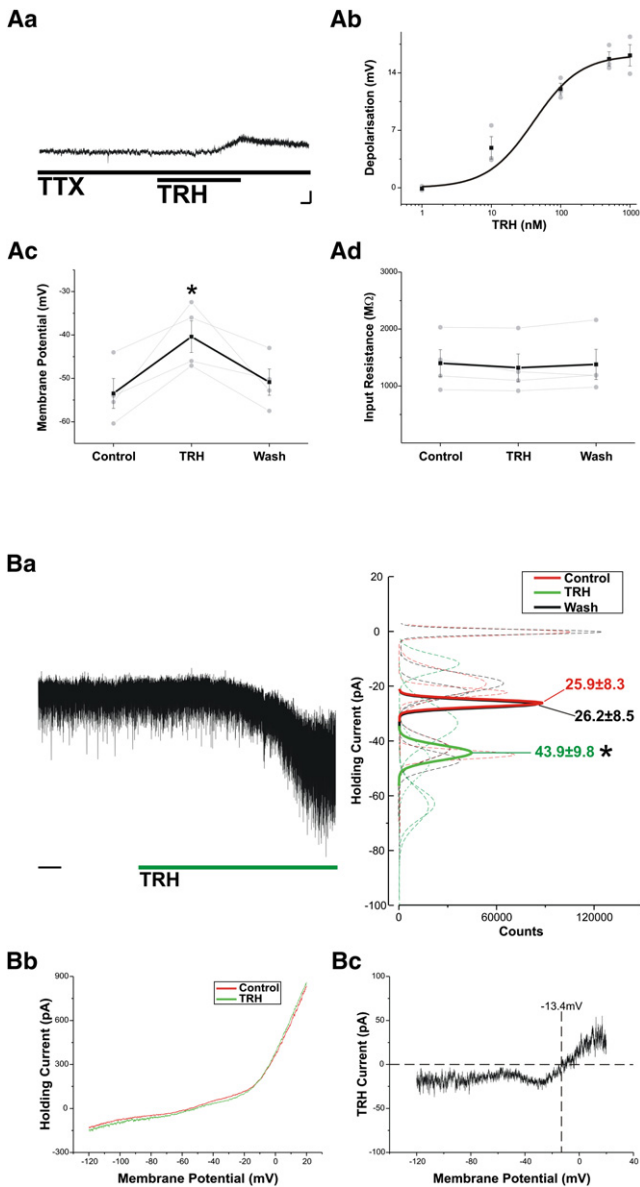 Aa
TTX
TRH
Ab
Depolarisation (mV)
14
7
0
1
10
100
1000
TRH (nM)
Ac
Membrane Potential (mV)
-30
-40
-50
-60
*
Control
TRH
Wash
Ad
Input Resistance (MΩ)
3000
2000
1000
Control
TRH
Wash
Ba
TRH
Holding Current (pA)
20
0
-20
-40
-60
-80
-100
Control
TRH
Wash
25.9±8.3
26.2±8.5
43.9±9.8 *
0
60000
120000
Counts
Bb
Holding Current (pA)
900
600
300
0
-300
Control
TRH
-120
-100
-80
-60
-40
-20
0
20
Membrane Potential (mV)
Bc
TRH Current (pA)
100
75
50
25
0
-25
-50
-75
-100
-13.4mV
-120
-80
-40
0
40
Membrane Potential (mV)